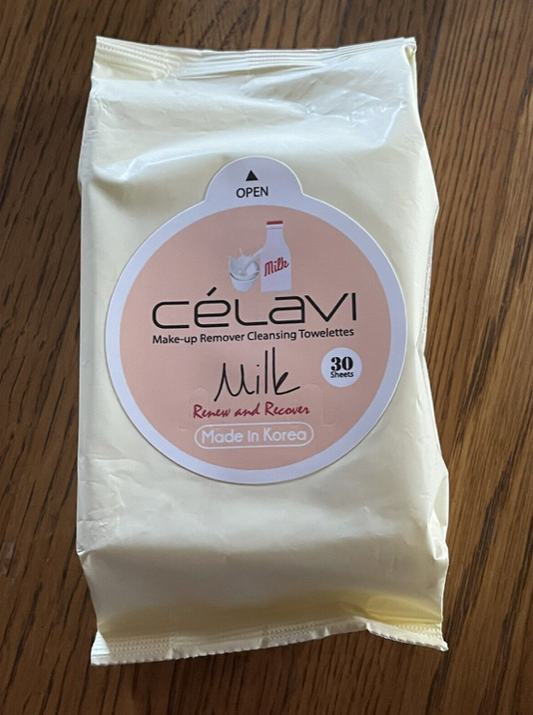 ▲
OPEN
Milk
CéLAVI
Make-up Remover Cleansing Towelettes
Milk
30
Sheets
Renew and Recover
Made in Korea